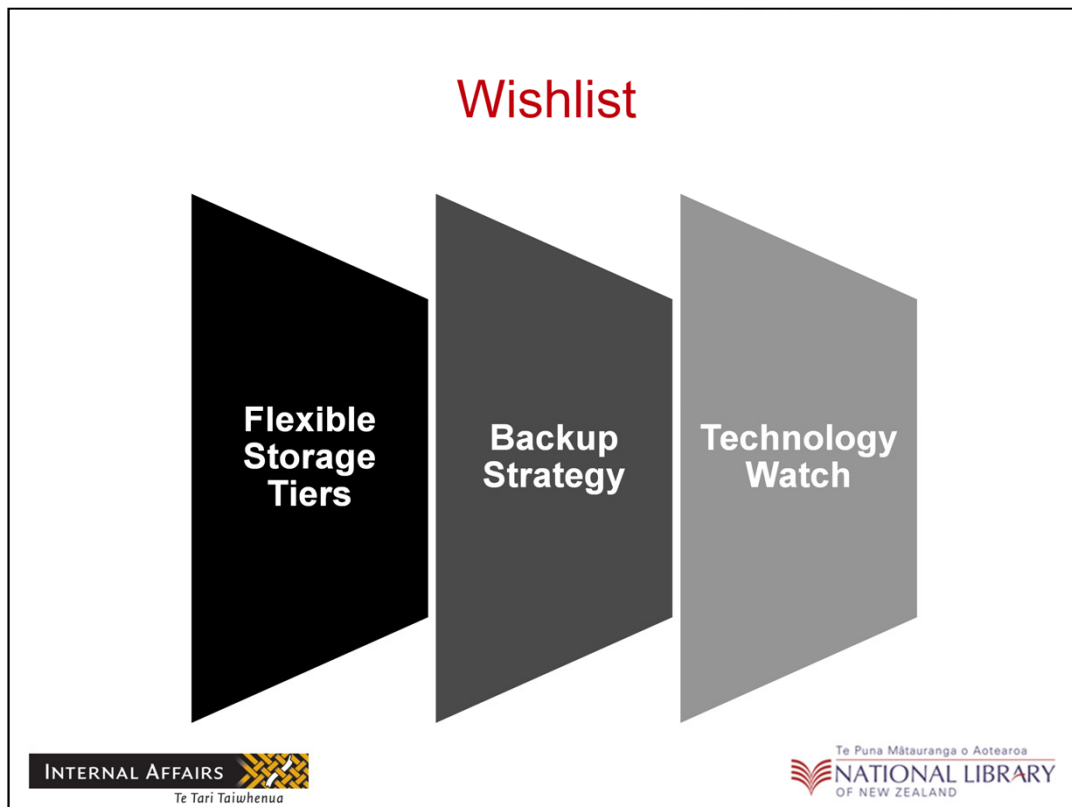 Wishlist
Flexible
Storage
Tiers
Backup
Strategy
Technology
Watch
INTERNAL AFFAIRS
Te Tari Taiwhenua
Te Puna Mātauranga o Aotearoa
NATIONAL LIBRARY
OF NEW ZEALAND